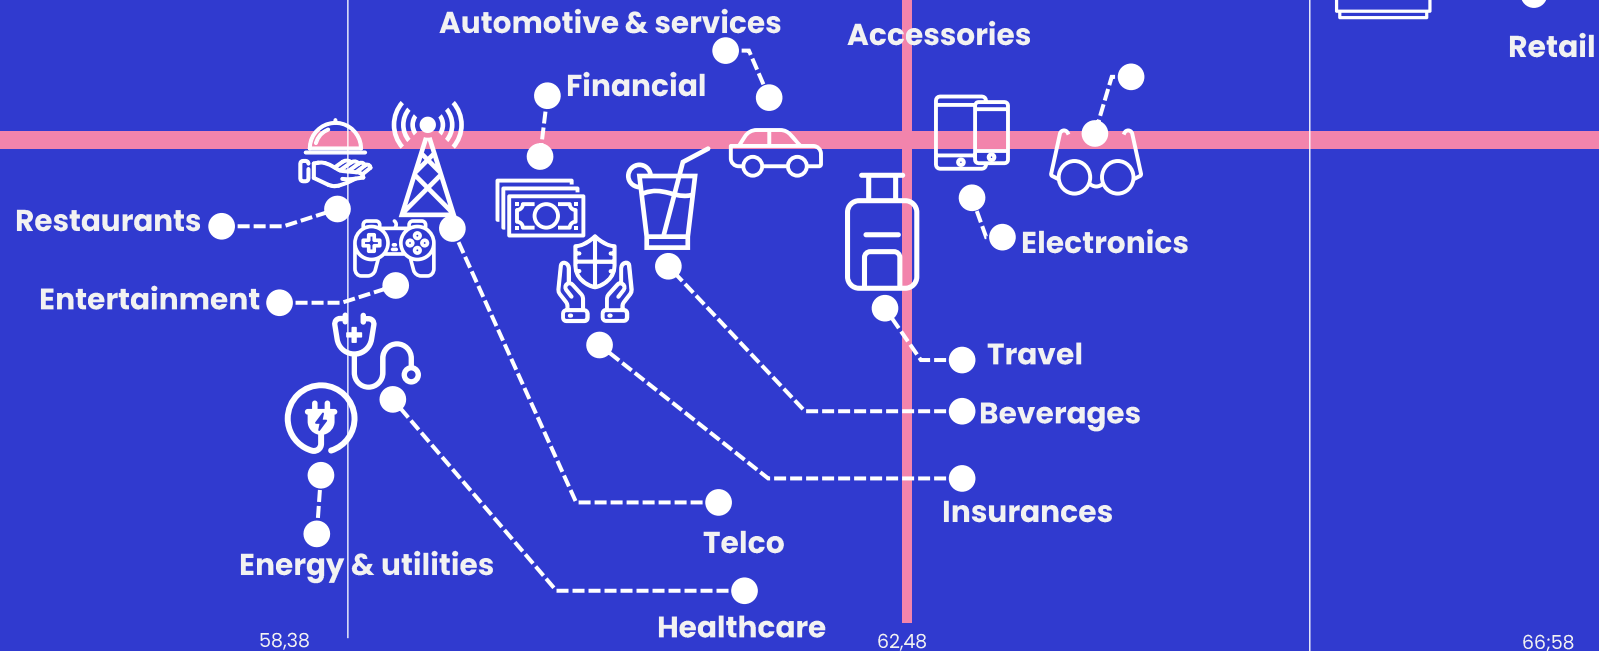 Automotive & services
Accessories
Retail
Financial
Restaurants
Electronics
Entertainment
Travel
Beverages
Insurances
Telco
Energy & utilities
Healthcare
58,38
62,48
66;58